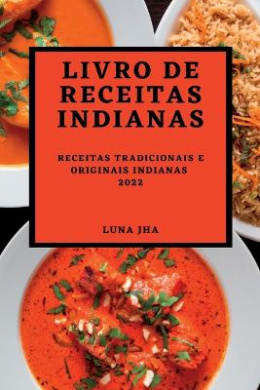 LIVRO DE
RECEITAS
INDIANAS
RECEITAS TRADICIONAIS E
ORIGINAIS INDIANAS
2022
LUNA JHA